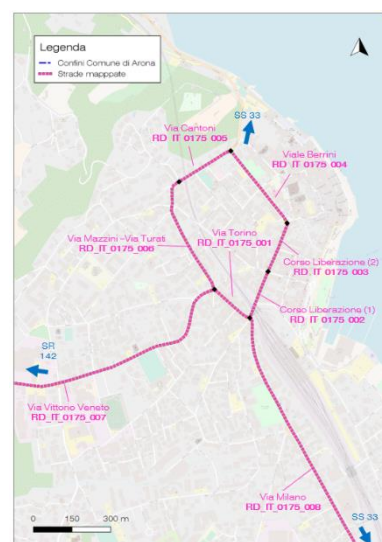 Legenda
Confini Comune di Arona
Strade mapppate
SS 33
Via Cantoni
RD_IT_0175_005
Viale Berrini
RD_IT_0175_004
Via Torino
RD_IT_0175_001
Via Mazzini -Via Turati
RD_IT_0175_006
Corso Liberazione (2)
RD_IT_0175_003
Corso Liberazione (1)
RD_IT_0175_002
SR
142
Via Vittorio Veneto
RD_IT_0175_007
Via Milano
RD_IT_0175_008
SS 33
0 150 300 m